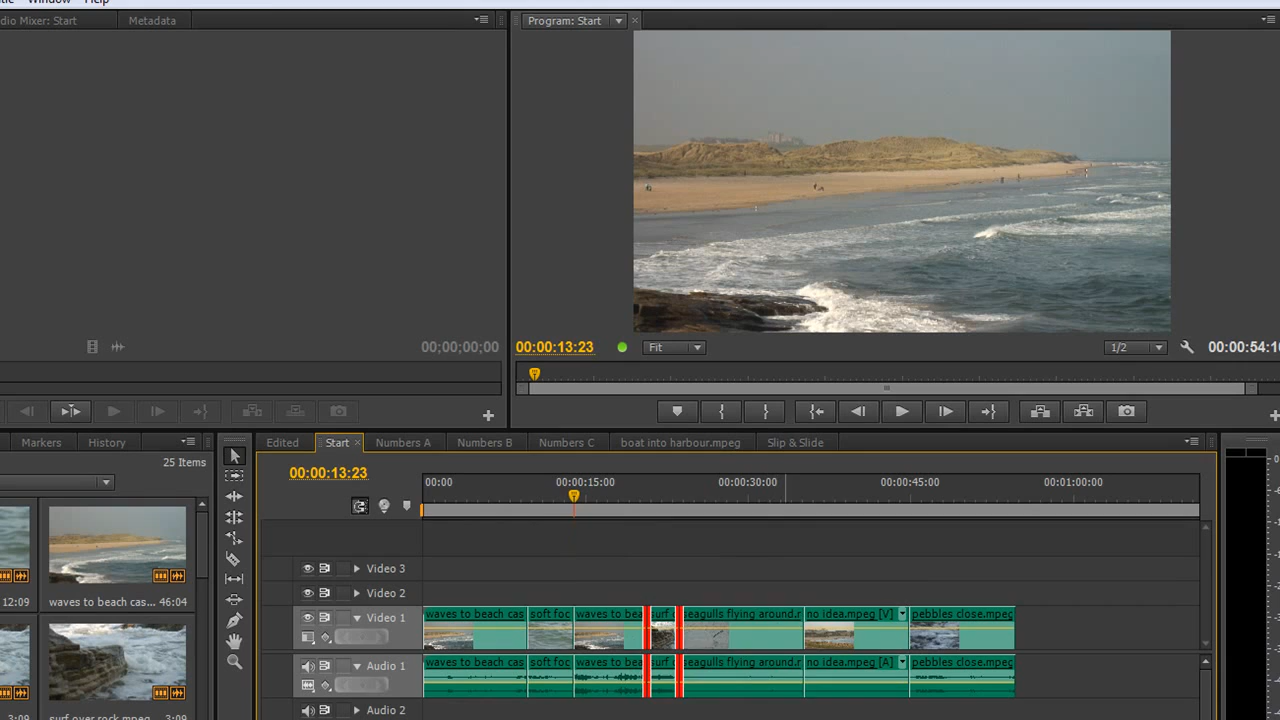 Window Help
dio Mixer: Start Metadata Program: Start
00;00;00;00 00:00:13:23 Fit 1/2 00:00:54:10
Markers History Edited Start Numbers A Numbers B Numbers C boat into harbour.mpeg Slip & Slide
25 Items
00:00:13:23
00:00 00:00:15:00 00:00:30:00 00:00:45:00 00:01:00:00
Video 3
Video 2
12:09 waves to beach cas... 46:04
Video 1 waves to beach cas soft foc waves to bea surf seagulls flying around.r no idea.mpeg [V] pebbles close.mpeg
Audio 1 waves to beach cas soft foc waves to bea surf seagulls flying around.r no idea.mpeg [A] pebbles close.mpeg
Audio 2
3:09 surf over rock.mpeg 3:09